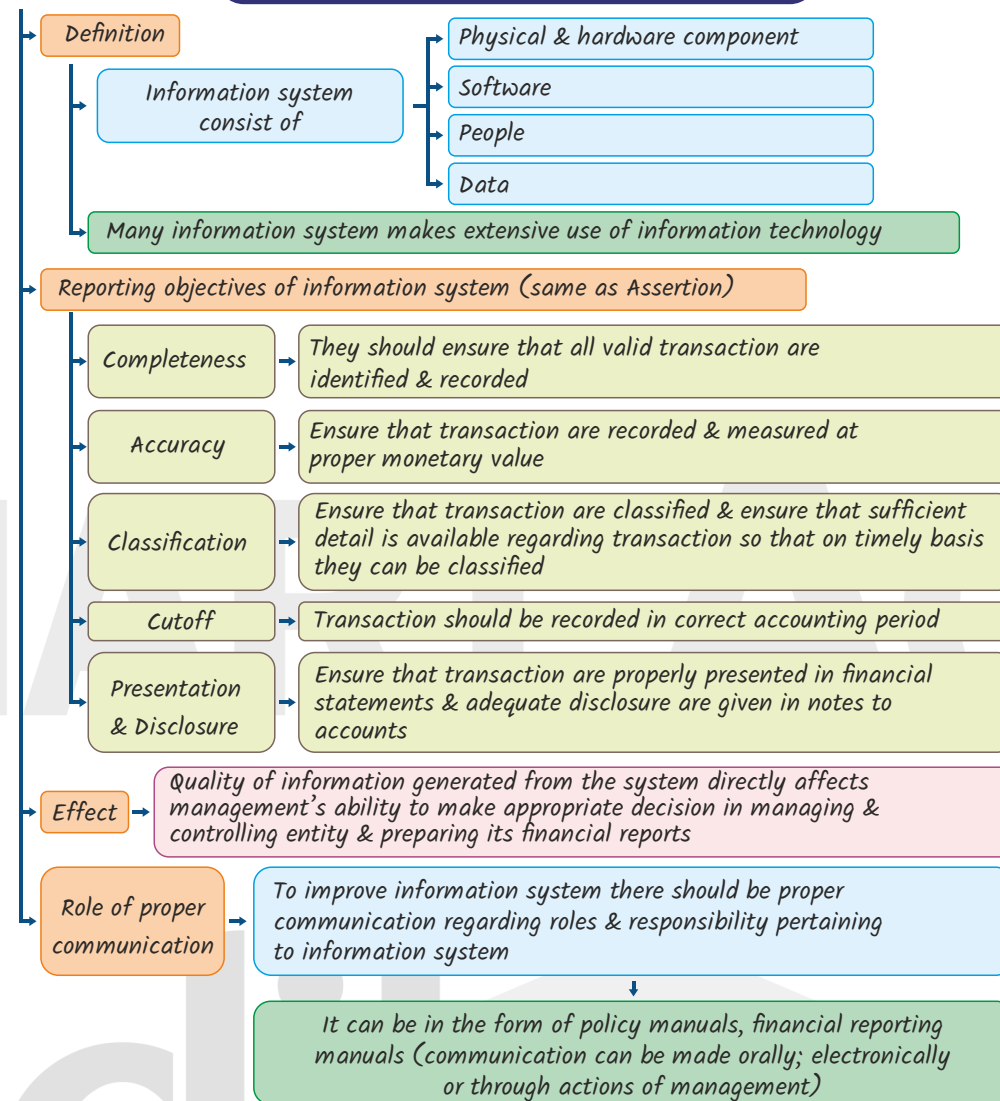 Definition
Information system
consist of
Physical & hardware component
Software
People
Data
Many information system makes extensive use of information technology
Reporting objectives of information system (same as Assertion)
Completeness
They should ensure that all valid transaction are
identified & recorded
Accuracy
Ensure that transaction are recorded & measured at
proper monetary value
Classification
Ensure that transaction are classified & ensure that sufficient
detail is available regarding transaction so that on timely basis
they can be classified
Cutoff
Transaction should be recorded in correct accounting period
Presentation
& Disclosure
Ensure that transaction are properly presented in financial
statements & adequate disclosure are given in notes to
accounts
Effect
Quality of information generated from the system directly affects
management's ability to make appropriate decision in managing &
controlling entity & preparing its financial reports
Role of proper
communication
To improve information system there should be proper
communication regarding roles & responsibility pertaining
to information system
It can be in the form of policy manuals, financial reporting
manuals (communication can be made orally; electronically
or through actions of management)